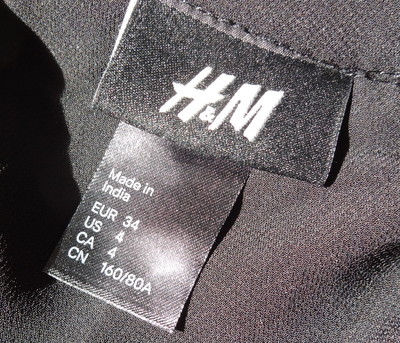 H&M
Made in
India
EUR 34
US 4
CA 4
CN 160/80A